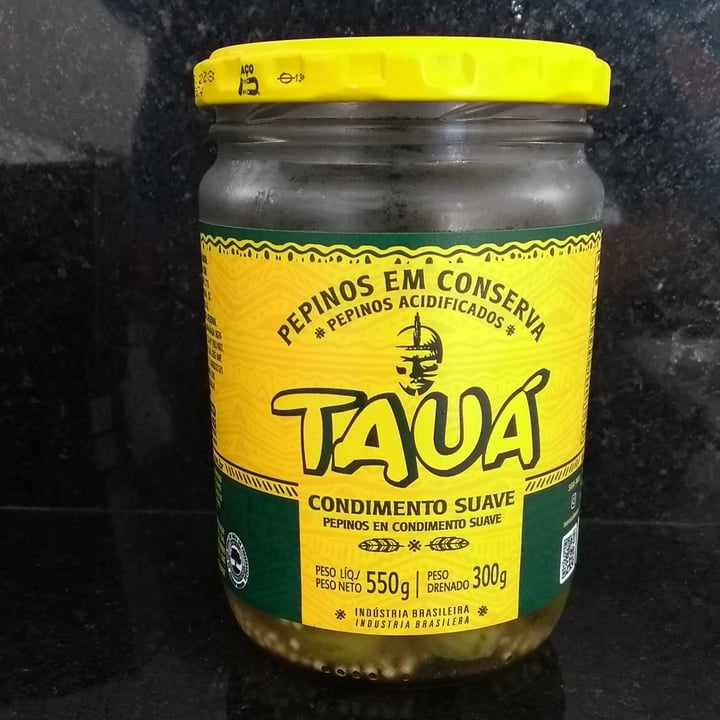 AÇO
PEPINOS EM CONSERVA
PEPINOS ACIDIFICADOS
TAUÁ
CONDIMENTO SUAVE
PEPINOS EN CONDIMENTO SUAVE
PESO LÍQ./ PESO NETO 550g | PESO DRENADO 300g
INDÚSTRIA BRASILEIRA
INDUSTRIA BRASILERA